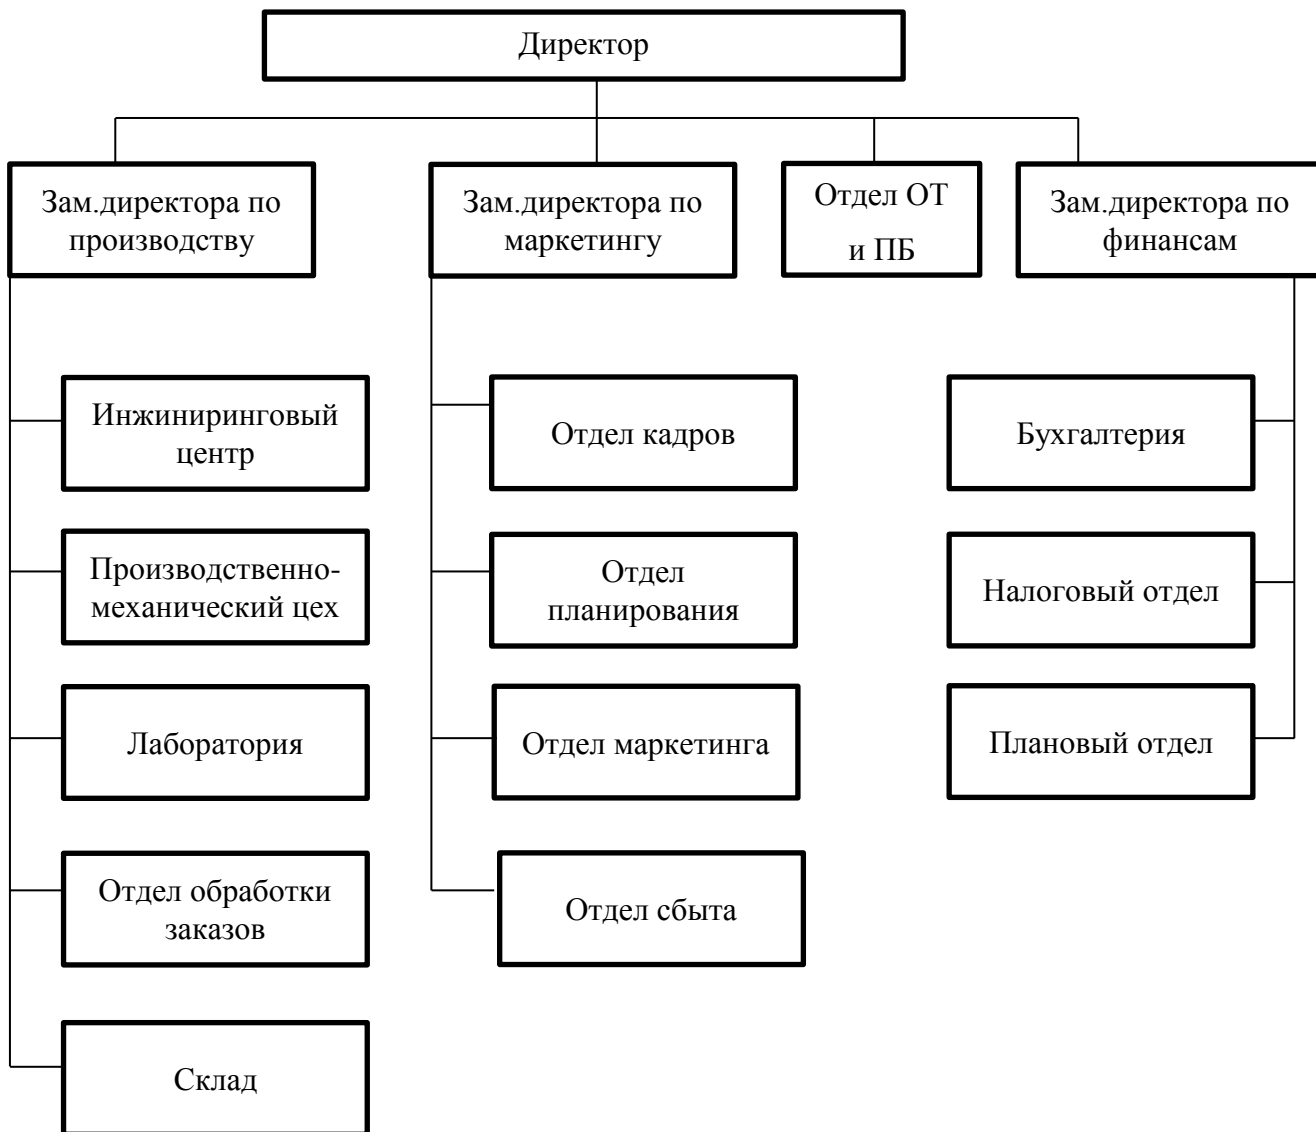 Директор
Зам.директора по
производству
Зам.директора по
маркетингу
Отдел ОТ
и ПБ
Зам.директора по
финансам
Инжиниринговый
центр
Производственно-
механический цех
Лаборатория
Отдел обработки
заказов
Склад
Отдел кадров
Отдел
планирования
Отдел маркетинга
Отдел сбыта
Бухгалтерия
Налоговый отдел
Плановый отдел